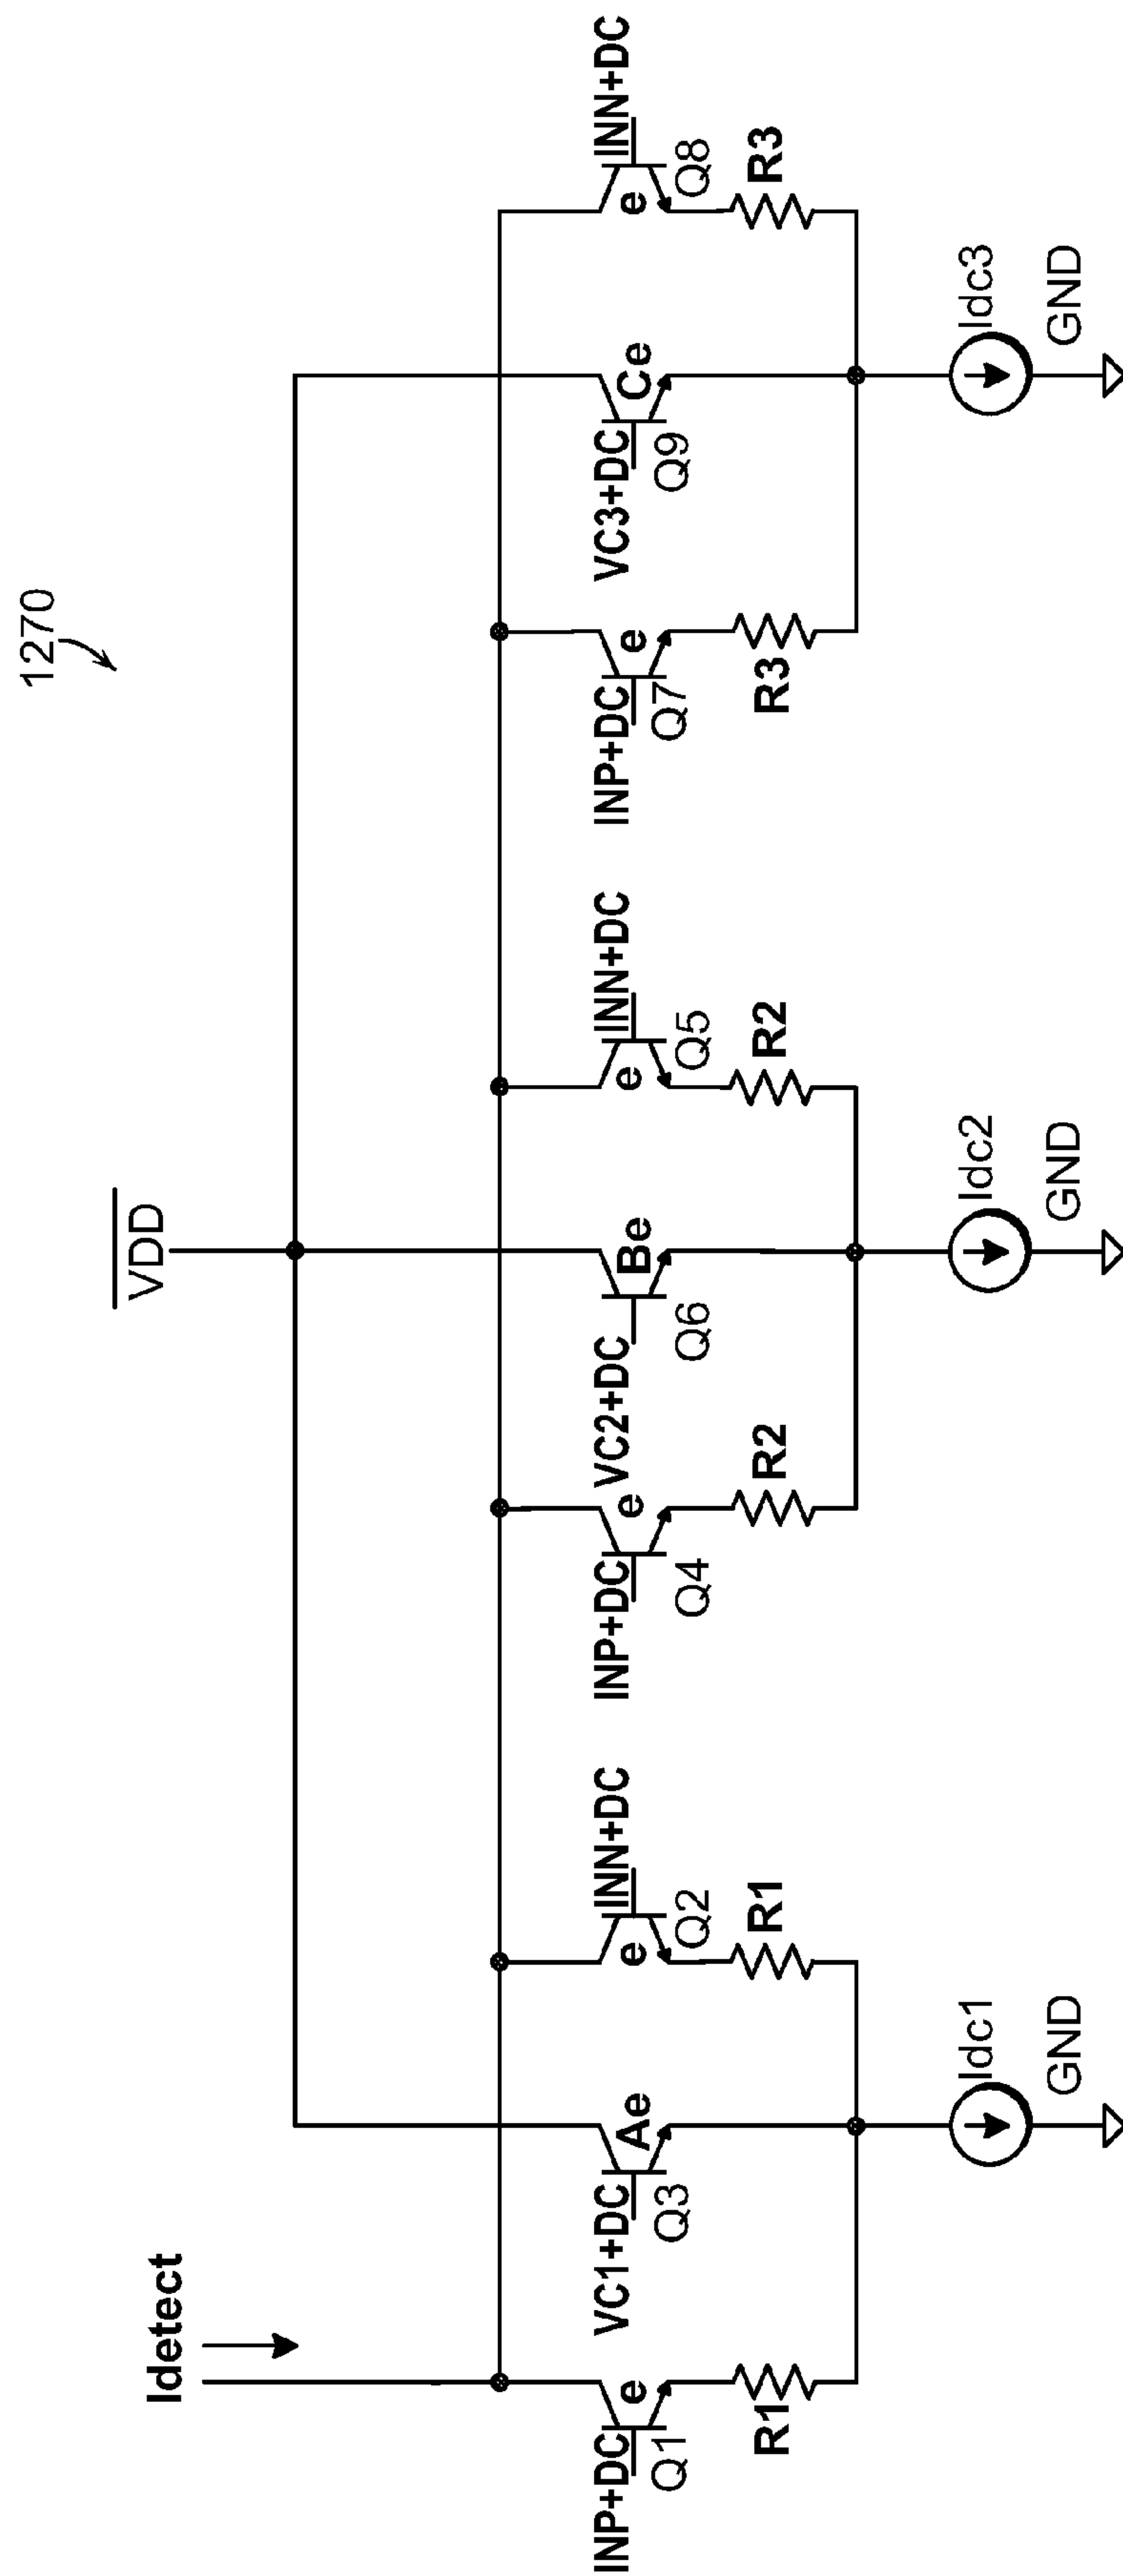 1270
VDD
Idetect
INP+DC
Q1
e
R1
VC1+DC
Q3
Ae
INN+DC
Q2
e
R1
Idc1
GND
INP+DC
Q4
e
R2
VC2+DC
Q6
Be
INN+DC
Q5
e
R2
Idc2
GND
INP+DC
Q7
e
R3
VC3+DC
Q9
Ce
INN+DC
Q8
e
R3
Idc3
GND